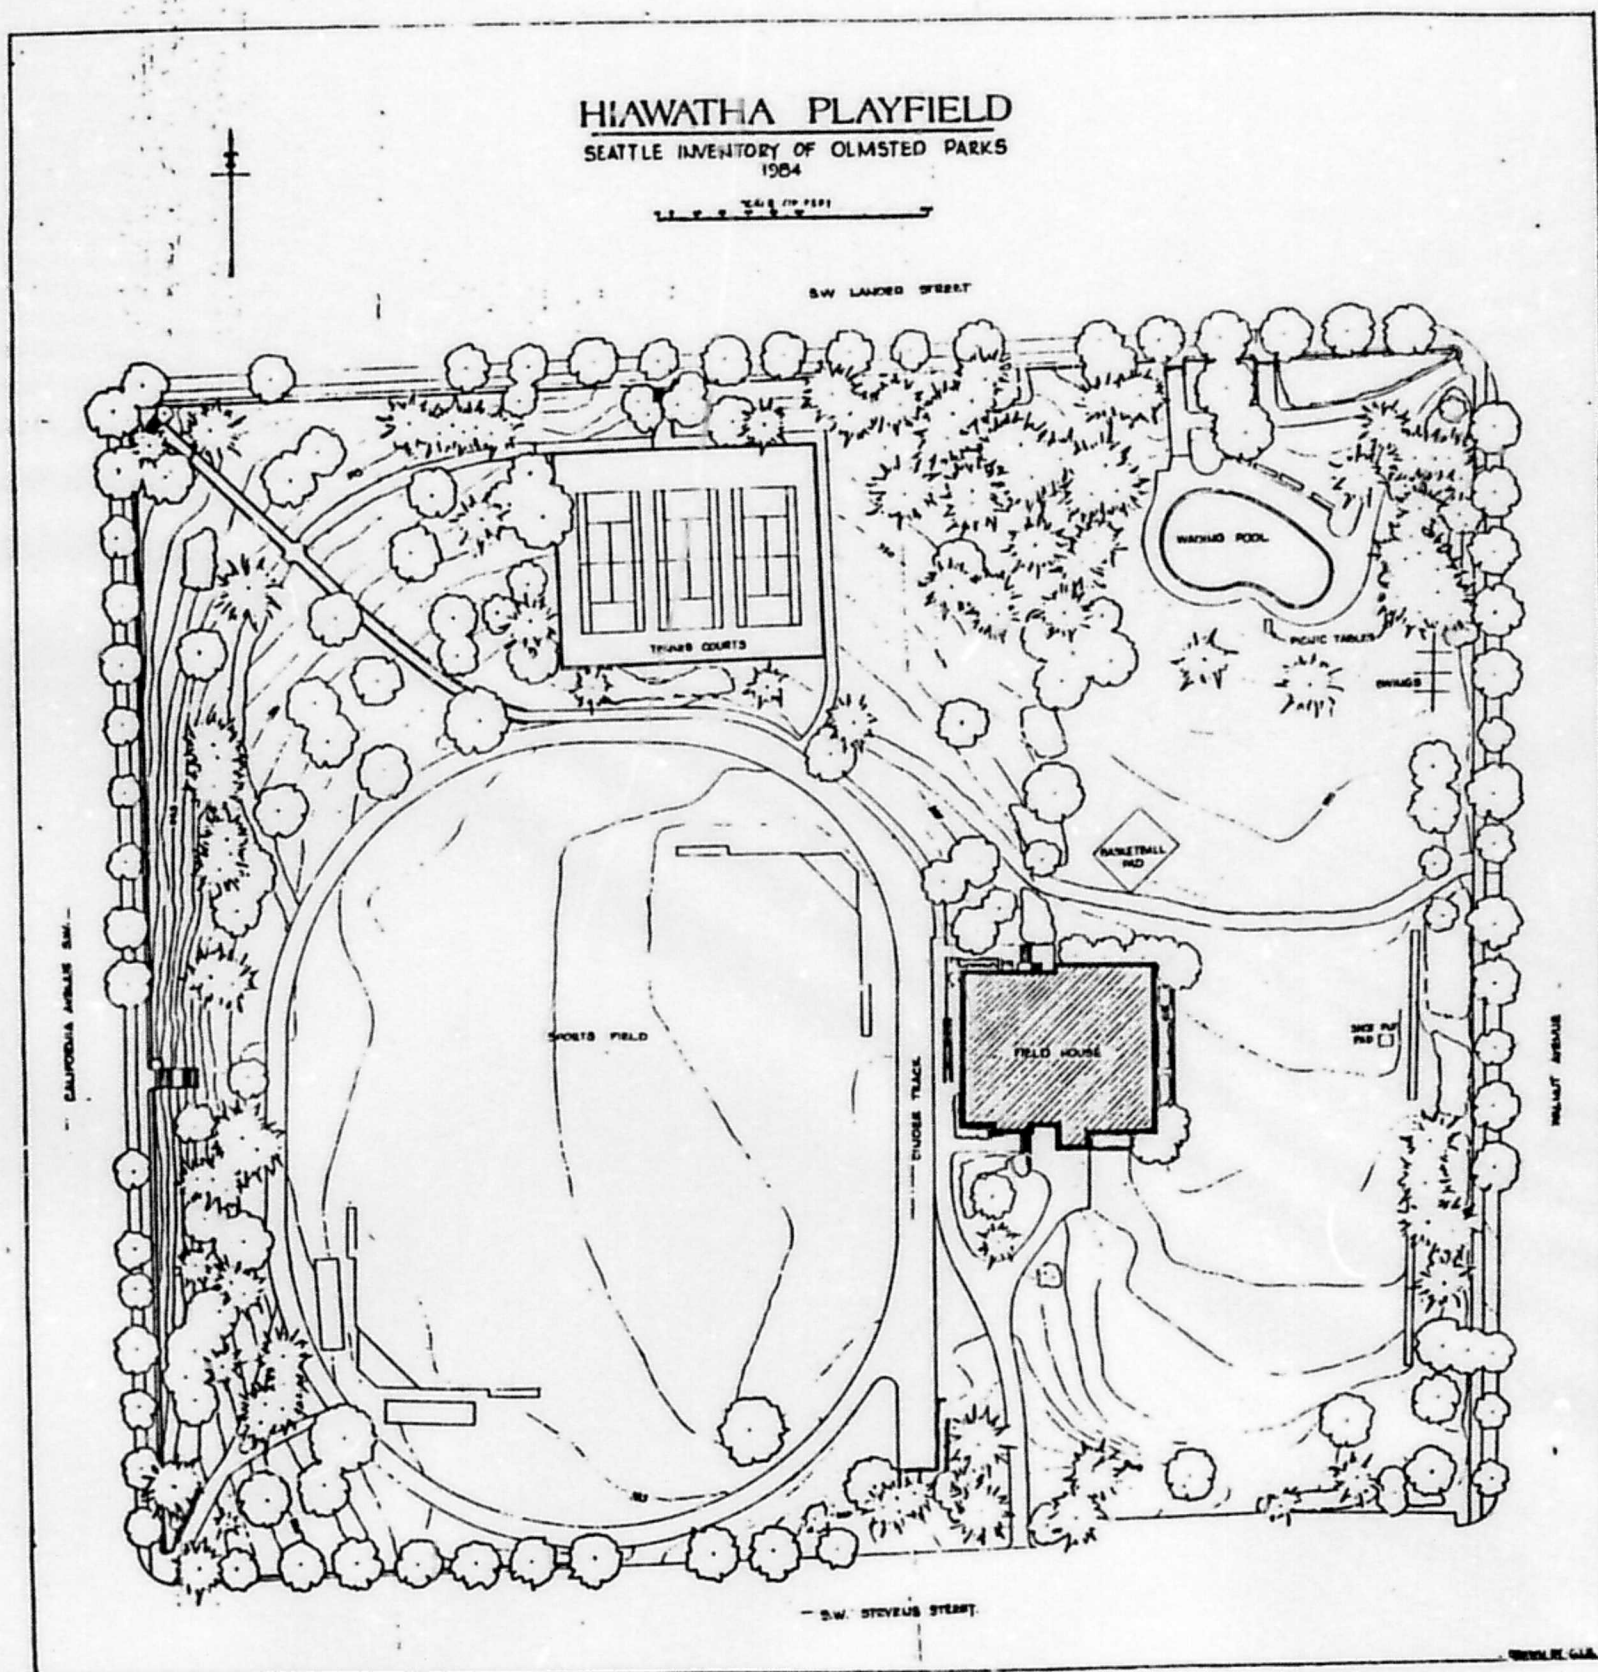 HIAWATHA PLAYFIELD
SEATTLE INVENTORY OF OLMSTED PARKS
1984
S.W. LANDER STREET
WADING POOL
TENNIS COURTS
PICNIC TABLES
SWINGS
BASKETBALL
PAD
CALIFORNIA AVENUE S.W.
SPORTS FIELD
CINDER TRACK
FIELD HOUSE
PAD
WALNUT AVENUE
S.W. STEVENS STREET